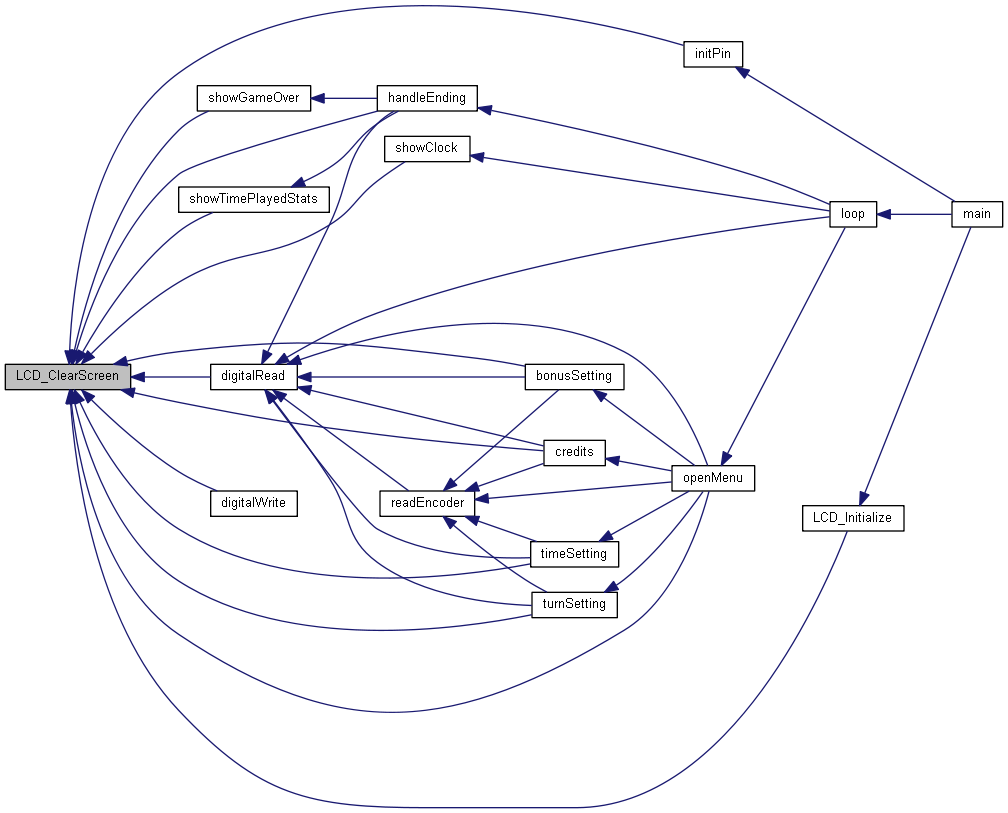 initPin
showGameOver
handleEnding
showClock
showTimePlayedStats
loop
main
LCD_ClearScreen
digitalRead
bonusSetting
credits
openMenu
digitalWrite
readEncoder
LCD_Initialize
timeSetting
turnSetting